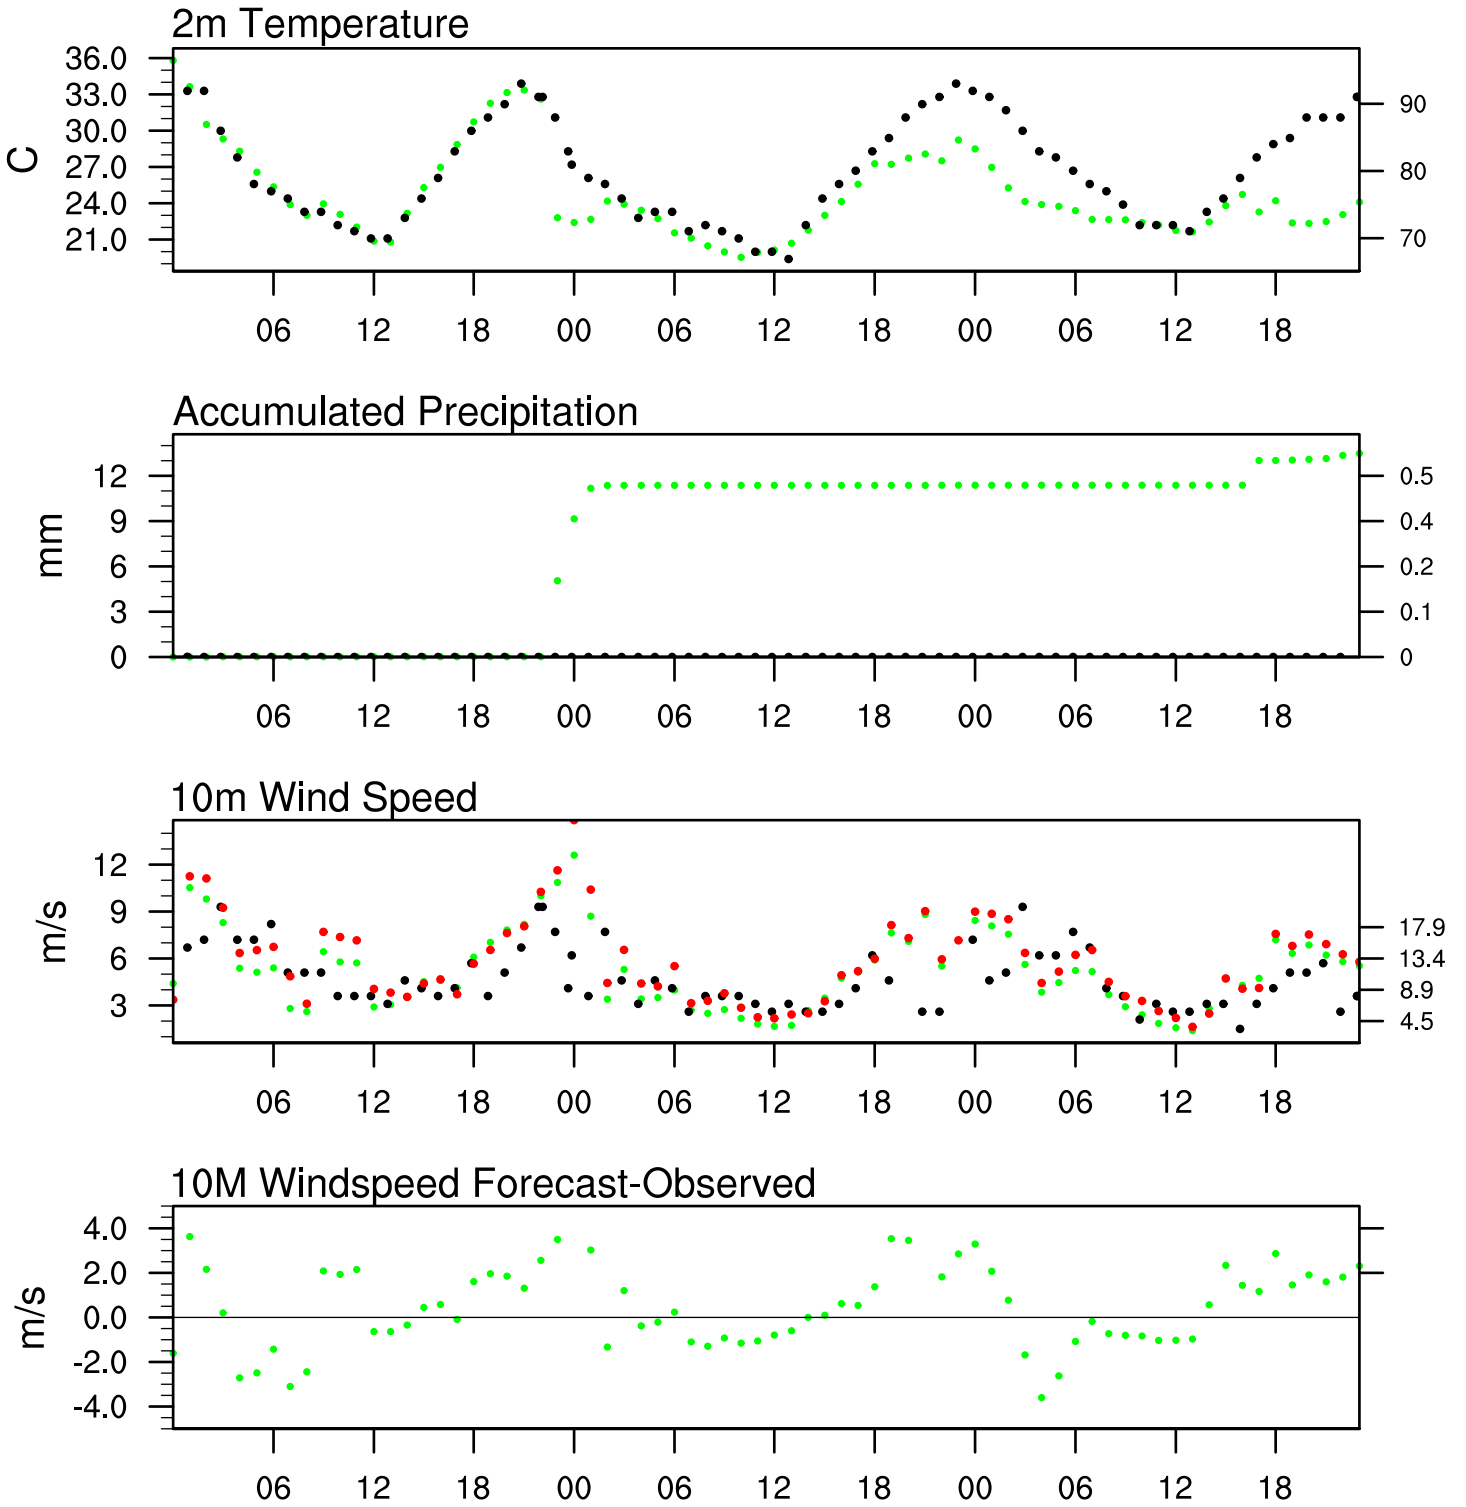 2m Temperature
36.0
33.0
30.0
27.0
24.0
21.0
C
90
80
70
06 12 18 00 06 12 18 00 06 12 18
Accumulated Precipitation
12
9
6
3
0
mm
0.5
0.4
0.2
0.1
0
06 12 18 00 06 12 18 00 06 12 18
10m Wind Speed
12
9
6
3
m/s
17.9
13.4
8.9
4.5
06 12 18 00 06 12 18 00 06 12 18
10M Windspeed Forecast-Observed
4.0
2.0
0.0
-2.0
-4.0
m/s
06 12 18 00 06 12 18 00 06 12 18